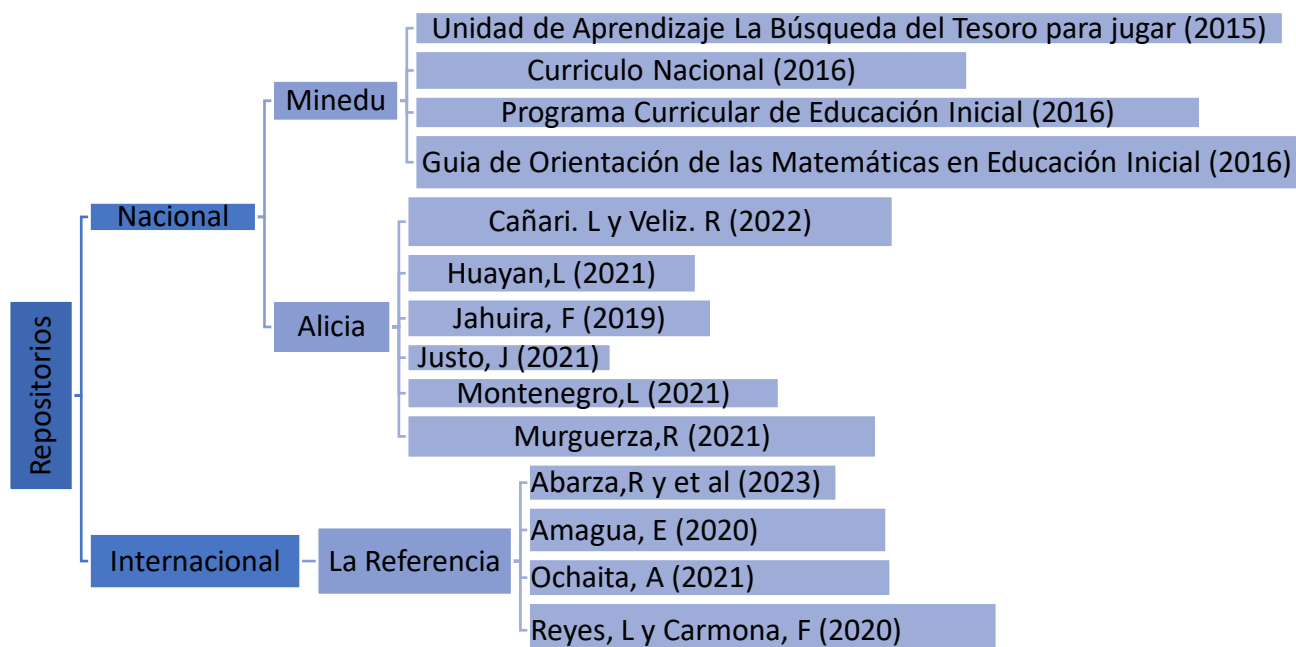 Repositorios
Nacional
Minedu
Unidad de Aprendizaje La Búsqueda del Tesoro para jugar (2015)
Curriculo Nacional (2016)
Programa Curricular de Educación Inicial (2016)
Guia de Orientación de las Matemáticas en Educación Inicial (2016)
Alicia
Cañari. L y Veliz. R (2022)
Huayan,L (2021)
Jahuira, F (2019)
Justo, J (2021)
Montenegro,L (2021)
Murguerza,R (2021)
Internacional
La Referencia
Abarza,R y et al (2023)
Amagua, E (2020)
Ochaita, A (2021)
Reyes, L y Carmona, F (2020)